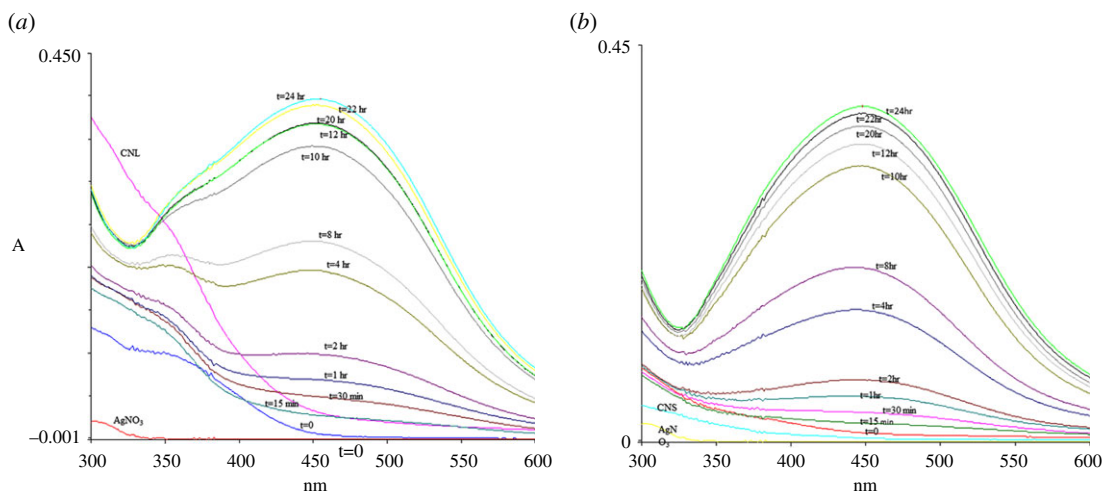 (a)
0.450
A
–0.001
CNL
AgNO3
t=24 hr
t=22 hr
t=20 hr
t=12 hr
t=10 hr
t=8 hr
t=4 hr
t=2 hr
t=1 hr
t=30 min
t=15 min
t=0
t=0
300 350 400 450 500 550 600
nm
(b)
0.45
0
t=24hr
t=22hr
t=20hr
t=12hr
t=10hr
t=8hr
t=4hr
t=2hr
t=1hr
t=30 min
t=15 min
t=0
CNS
AgN
O3
300 350 400 450 500 550 600
nm